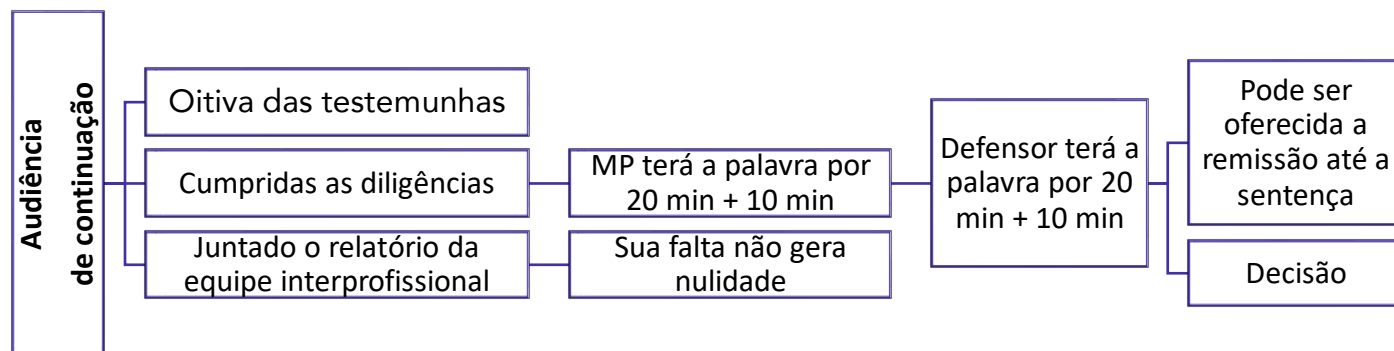 Audiência
de continuação
Oitiva das testemunhas
Cumpridas as diligências
Juntado o relatório da
equipe interprofissional
MP terá a palavra por
20 min + 10 min
Sua falta não gera
nulidade
Defensor terá a
palavra por 20
min + 10 min
Pode ser
oferecida a
remissão até a
sentença
Decisão